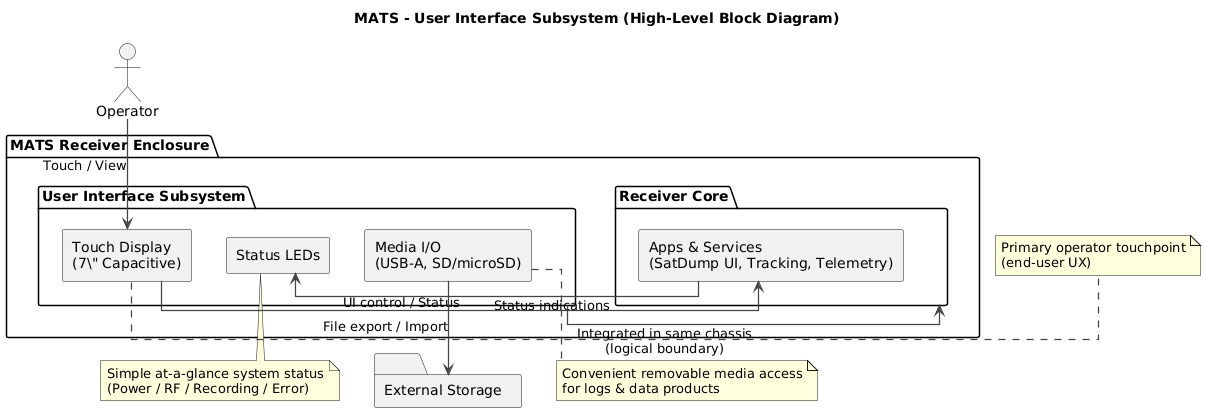 MATS - User Interface Subsystem (High-Level Block Diagram)
Operator
MATS Receiver Enclosure
Touch / View
User Interface Subsystem
Receiver Core
Touch Display
(7\" Capacitive)
Status LEDs
Media I/O
(USB-A, SD/microSD)
Apps & Services
(SatDump UI, Tracking, Telemetry)
Primary operator touchpoint
(end-user UX)
UI control / Status
Status indications
File export / Import
Integrated in same chassis
(logical boundary)
Simple at-a-glance system status
(Power / RF / Recording / Error)
External Storage
Convenient removable media access
for logs & data products